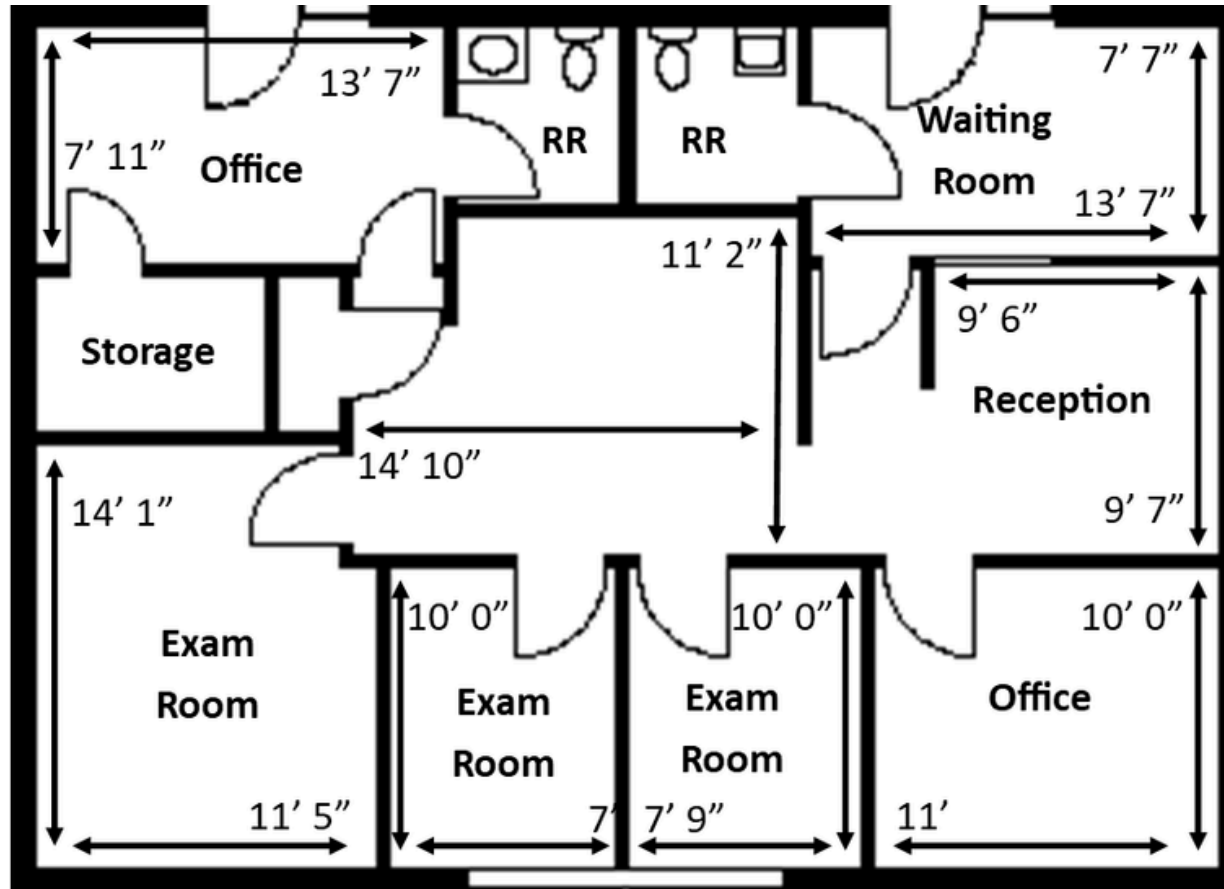 13’ 7”
7’ 11”
Office
RR
RR
7’ 7”
Waiting
Room
13’ 7”
11’ 2”
9’ 6”
Storage
Reception
14’ 10”
14’ 1”
9’ 7”
Exam
Room
11’ 5”
10’ 0”
Exam
Room
7’
10’ 0”
Exam
Room
7’ 9”
10’ 0”
Office
11’